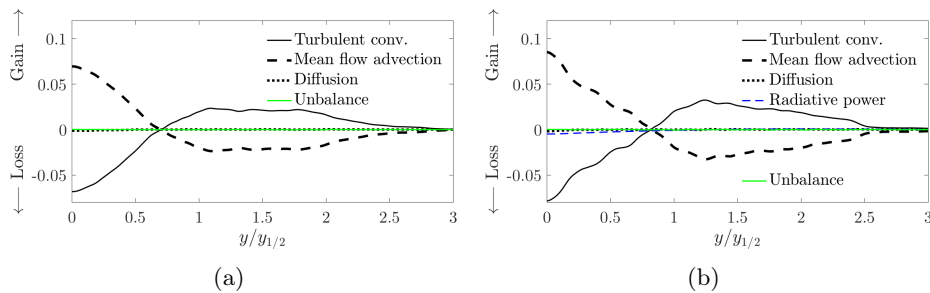 Gain →
← Loss
0.1
0.05
0
-0.05
Turbulent conv.
Mean flow advection
Diffusion
Unbalance
0 0.5 1 1.5 2 2.5 3
y/y1/2
(a)
Gain →
← Loss
0.1
0.05
0
-0.05
Turbulent conv.
Mean flow advection
Diffusion
Radiative power
Unbalance
0 0.5 1 1.5 2 2.5 3
y/y1/2
(b)